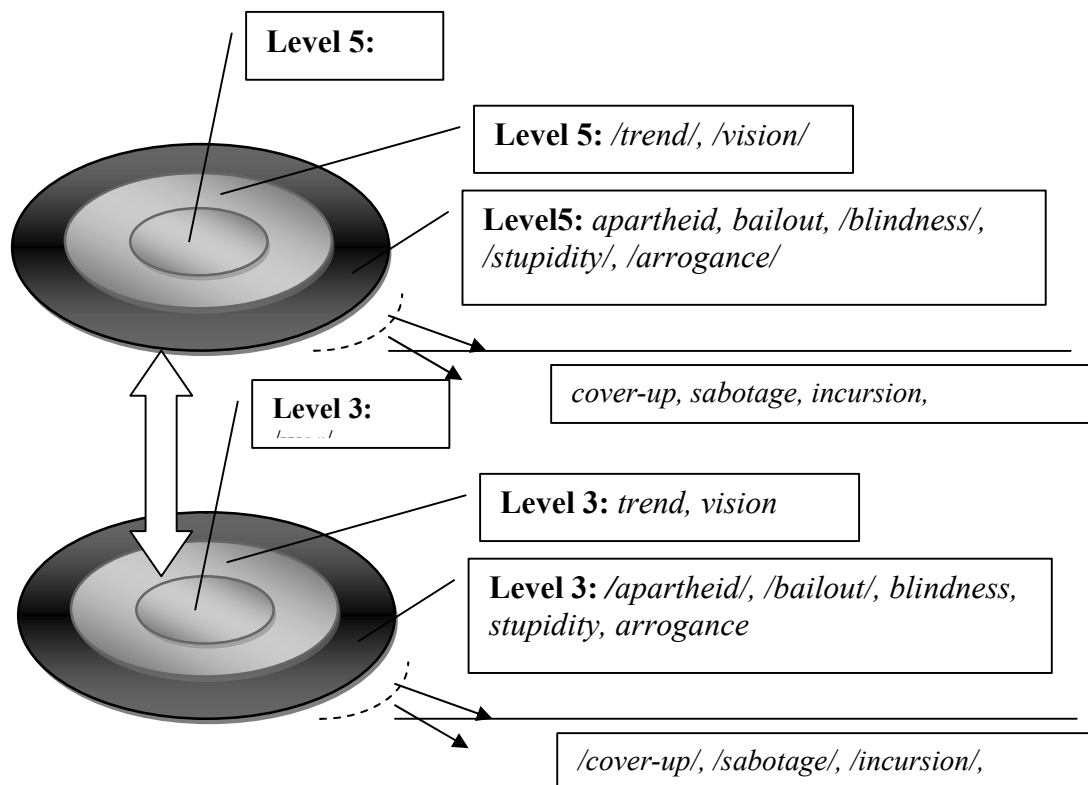 Level 5:
Level 5: /trend/, /vision/
Level5: apartheid, bailout, /blindness/,
/stupidity/, /arrogance/
cover-up, sabotage, incursion,
Level 3:
Level 3: trend, vision
Level 3: /apartheid/, /bailout/, blindness,
stupidity, arrogance
/cover-up/, /sabotage/, /incursion/,